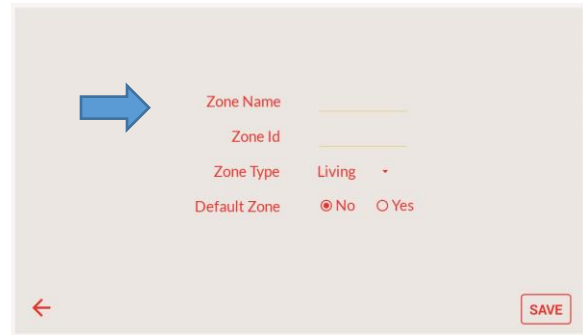 Zone Name
Zone Id
Zone Type Living
Default Zone No Yes
SAVE